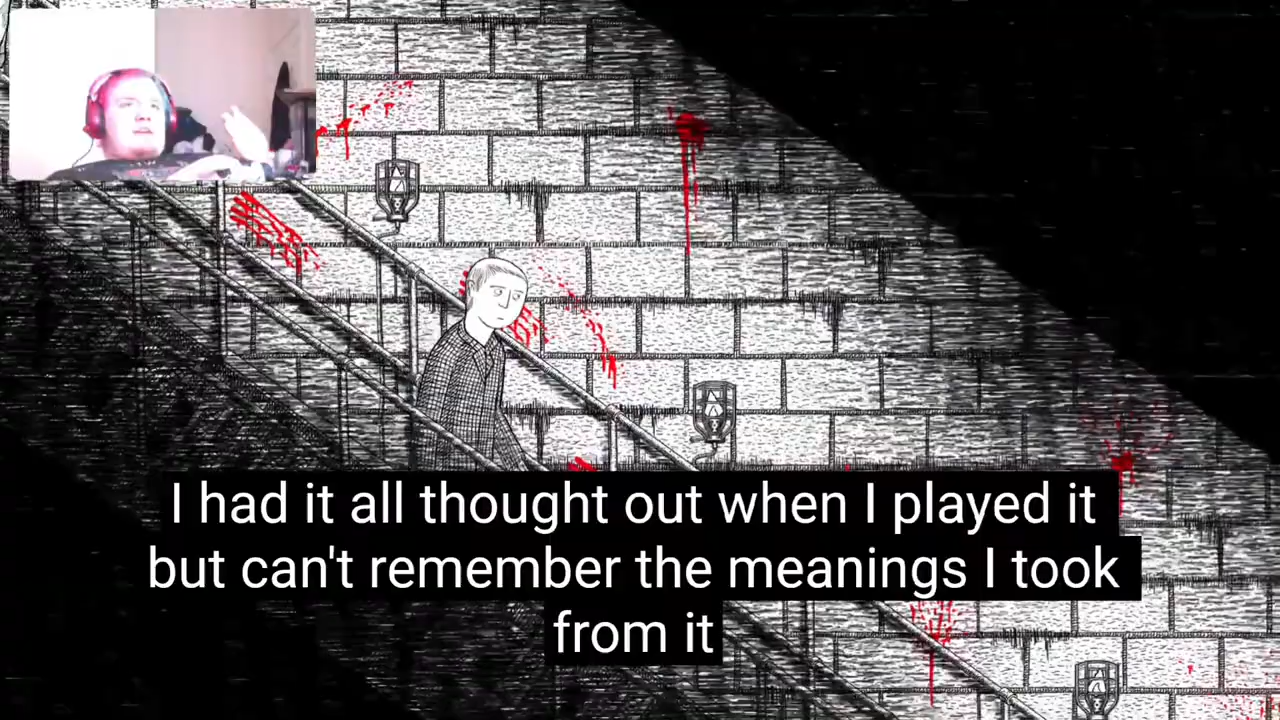 I had it all thought out when I played it
but can't remember the meanings I took
from it